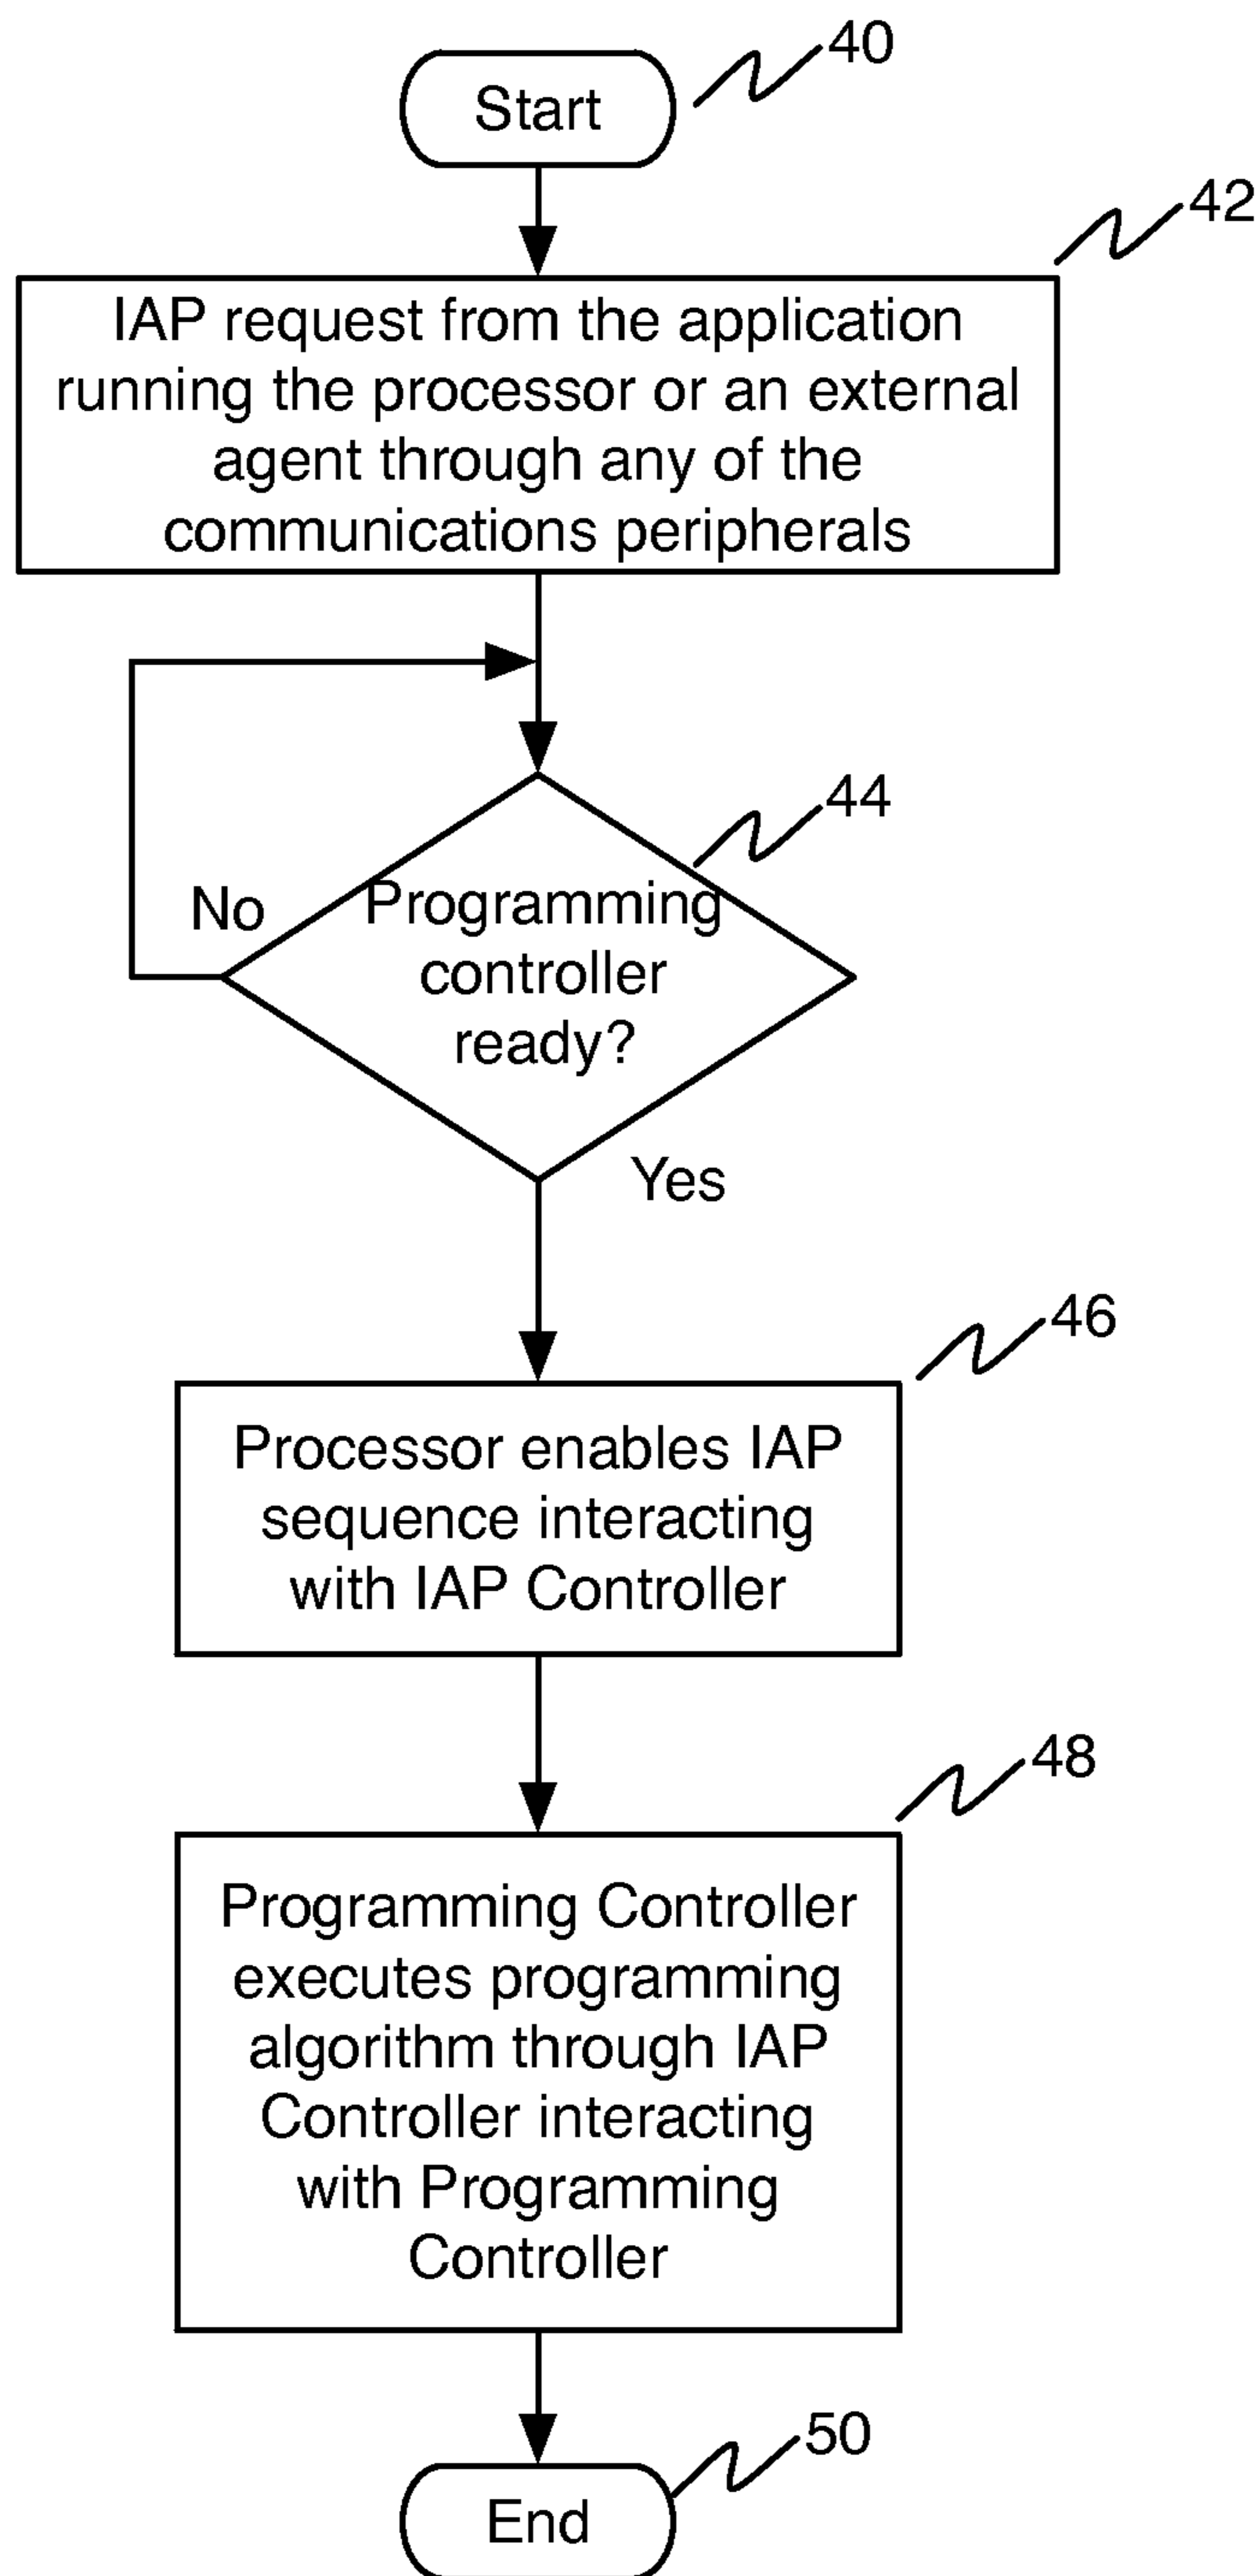 40
Start
42
IAP request from the application
running the processor or an external
agent through any of the
communications peripherals
44
No
Programming
controller
ready?
Yes
46
Processor enables IAP
sequence interacting
with IAP Controller
48
Programming Controller
executes programming
algorithm through IAP
Controller interacting
with Programming
Controller
50
End